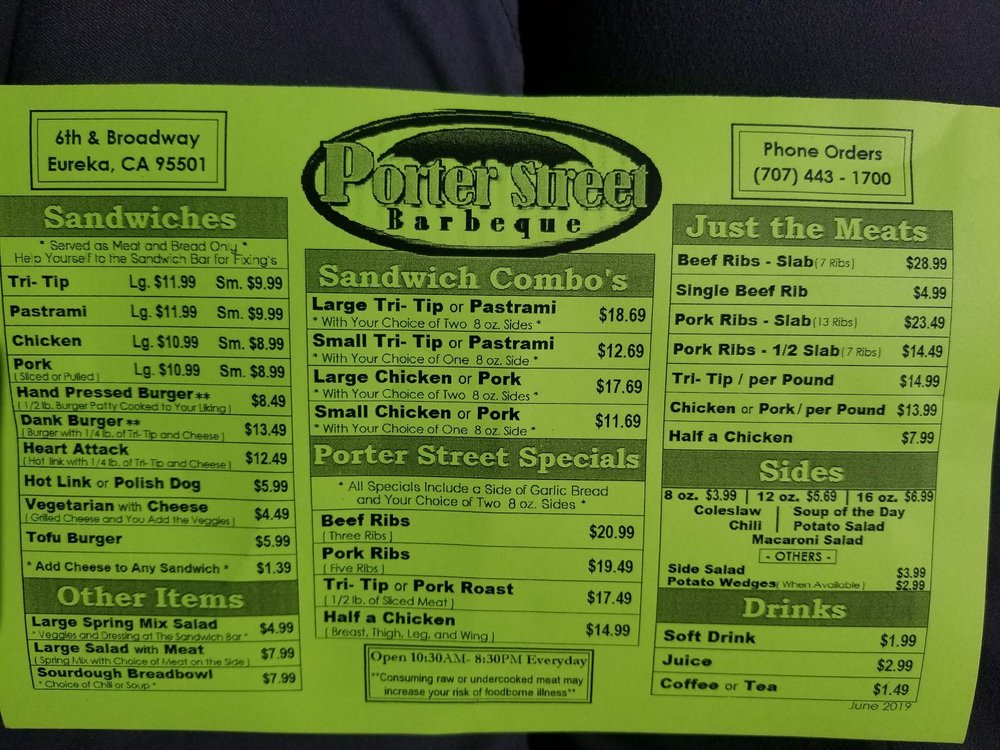 6th & Broadway
Eureka, CA 95501
Sandwiches
* Served as Meat and Bread Only *
Help Yourself to the Sandwich Bar for Fixing's
Tri- Tip Lg. $11.99 Sm. $9.99
Pastrami Lg. $11.99 Sm. $9.99
Chicken Lg. $10.99 Sm. $8.99
Pork Lg. $10.99 Sm. $8.99
( Sliced or Pulled )
Hand Pressed Burger** $8.49
( 1/2 lb. Burger Patty Cooked to Your Liking )
Dank Burger ** $13.49
( Burger with 1/4 lb. of Tri- Tip and Cheese )
Heart Attack $12.49
( Hot link with 1/4 lb. of Tri- Tip and Cheese )
Hot Link or Polish Dog $5.99
Vegetarian with Cheese $4.49
( Grilled Cheese and You Add the Veggies )
Tofu Burger $5.99
* Add Cheese to Any Sandwich * $1.39
Other Items
Large Spring Mix Salad $4.99
* Veggies and Dressing at The Sandwich Bar *
Large Salad with Meat $7.99
( Spring Mix with Choice of Meat on the Side )
Sourdough Breadbowl $7.99
* Choice of Chili or Soup *
Porter Street
Barbeque
Sandwich Combo's
Large Tri- Tip or Pastrami $18.69
* With Your Choice of Two 8 oz. Sides *
Small Tri- Tip or Pastrami $12.69
* With Your Choice of One 8 oz. Side *
Large Chicken or Pork $17.69
* With Your Choice of Two 8 oz. Sides *
Small Chicken or Pork $11.69
* With Your Choice of One 8 oz. Side *
Porter Street Specials
* All Specials Include a Side of Garlic Bread
and Your Choice of Two 8 oz. Sides *
Beef Ribs $20.99
( Three Ribs )
Pork Ribs $19.49
( Five Ribs )
Tri- Tip or Pork Roast $17.49
( 1/2 lb. of Sliced Meat )
Half a Chicken $14.99
( Breast, Thigh, Leg, and Wing )
Open 10:30AM- 8:30PM Everyday
**Consuming raw or undercooked meat may
increase your risk of foodborne illness**
Phone Orders
(707) 443 - 1700
Just the Meats
Beef Ribs - Slab ( 7 Ribs ) $28.99
Single Beef Rib $4.99
Pork Ribs - Slab ( 13 Ribs ) $23.49
Pork Ribs - 1/2 Slab ( 7 Ribs ) $14.49
Tri- Tip / per Pound $14.99
Chicken or Pork / per Pound $13.99
Half a Chicken $7.99
Sides
8 oz. $3.99 | 12 oz. $5.69 | 16 oz. $6.99
Coleslaw | Soup of the Day
Chili | Potato Salad
Macaroni Salad
- OTHERS -
Side Salad $3.99
Potato Wedges ( When Available ) $2.99
Drinks
Soft Drink $1.99
Juice $2.99
Coffee or Tea $1.49
June 2019